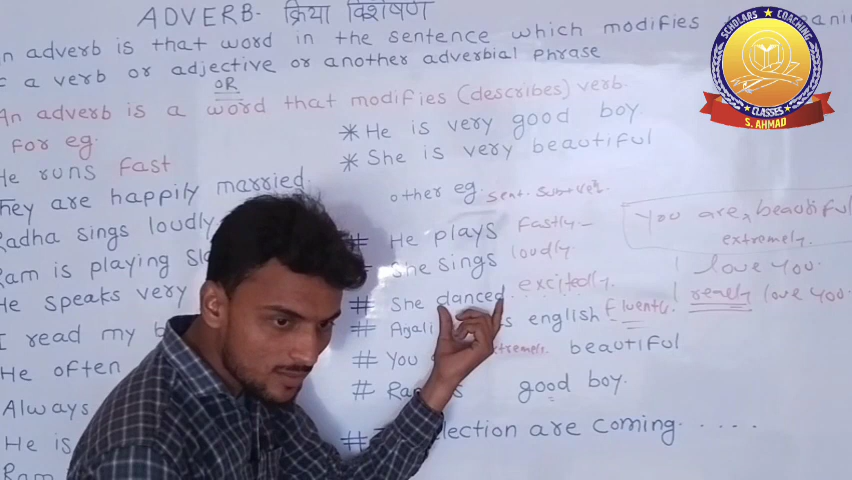 ADVERB- क्रिया विशेषण
an adverb is that word in the sentence which modifies
a verb or adjective or another adverbial phrase
OR
An adverb is a word that modifies (describes) verb.
For eg.
He runs fast
They are happily married.
Radha sings loudly
Ram is playing
He speaks very
I read my
He often
Always
He is
Ram
* He is very good boy
* She is very beautiful
other eg. Sent. Sub+ve
# He plays fastly-
She sings loudly.
# She danced excitedly.
# Anjali english fluently.
# You extremely. beautiful
# good boy.
# election are coming.....
You are, beautiful
extremely.
I love you.
I really love you.
SCHOLARS COACHING
CLASSES
S. AHMAD